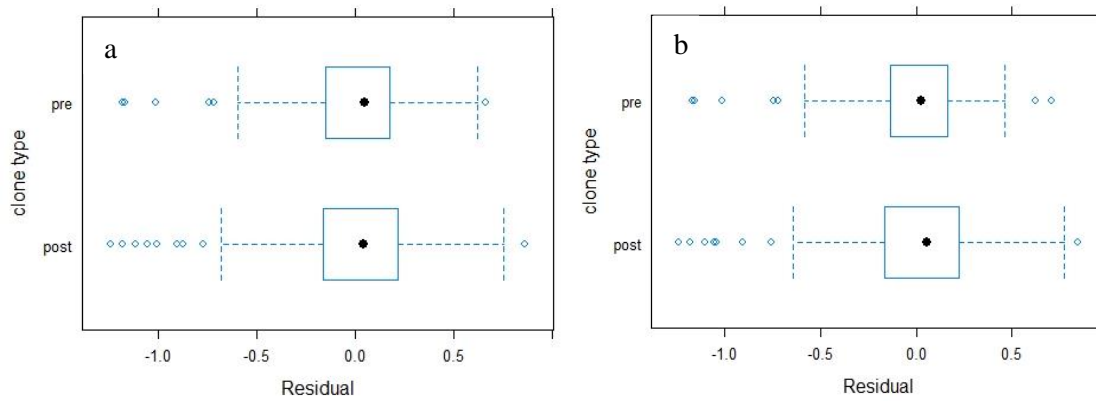 a
pre
post
clone type
-1.0 -0.5 0.0 0.5
Residual
b
pre
post
clone type
-1.0 -0.5 0.0 0.5
Residual